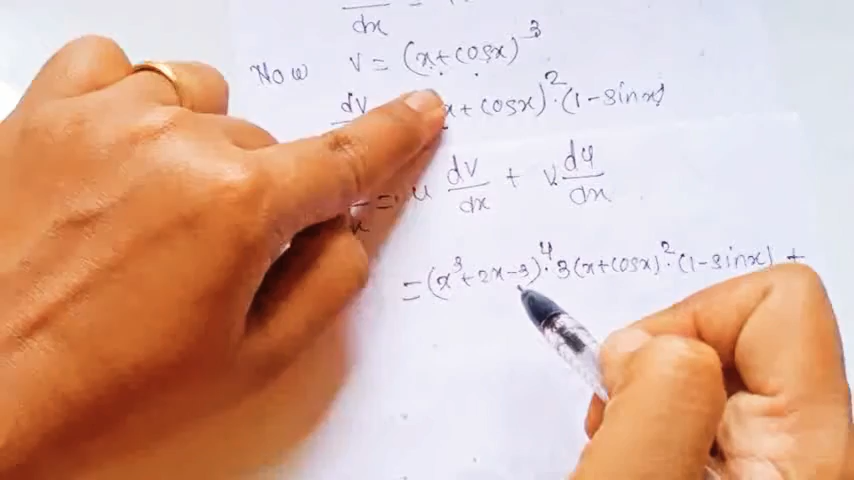 dx =
Now v = (x+cosx)^3
dv x+cosx)^2·(1-sinx)
= u dv/dx + v du/dx
= (x^3+2x-3)^4·3(x+cosx)^2·(1-sinx) +